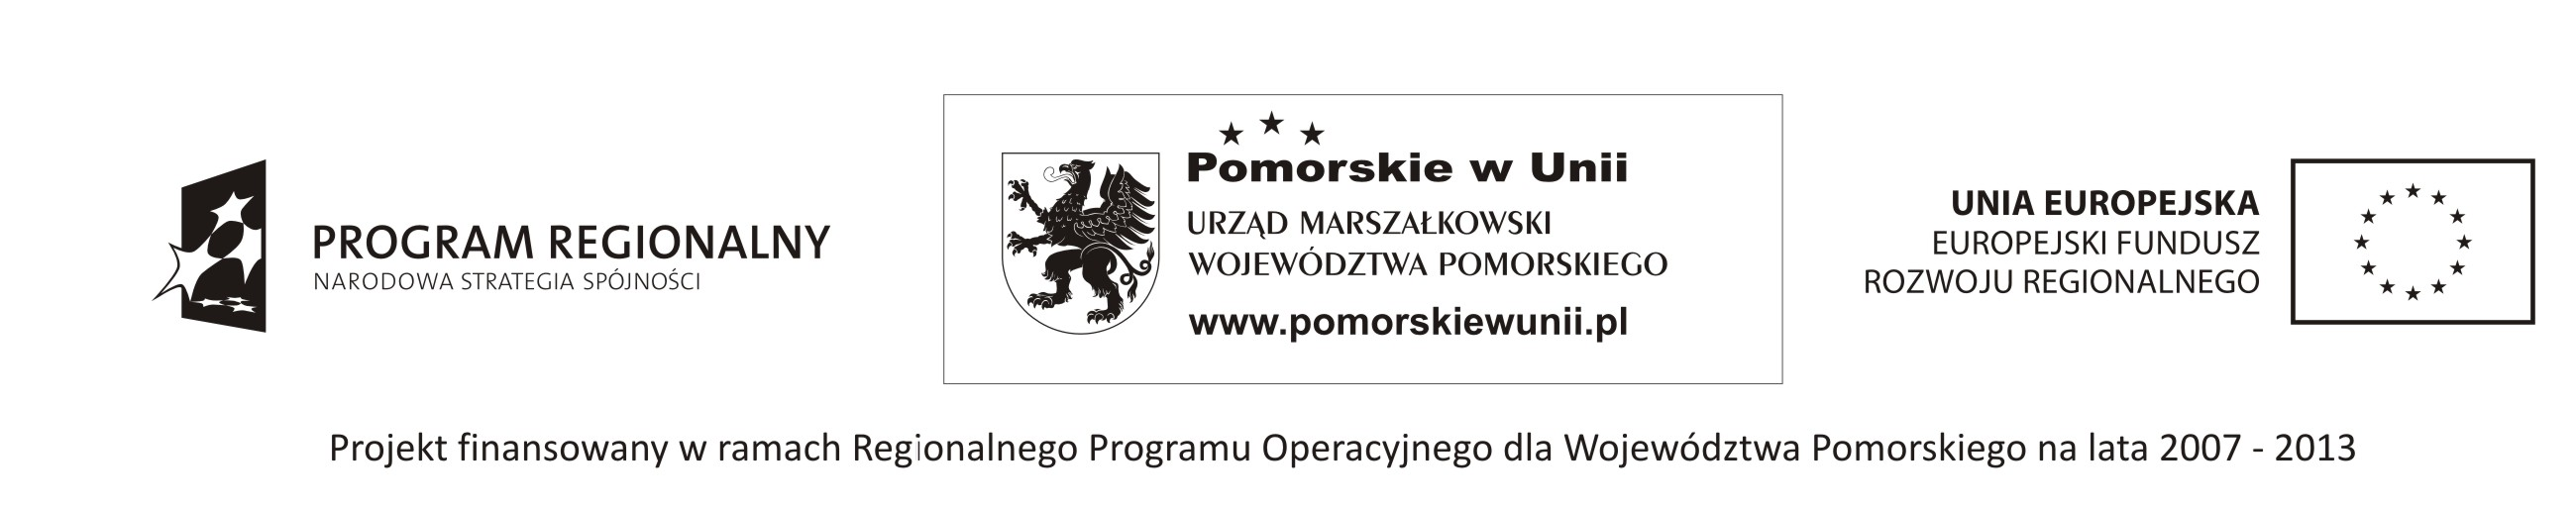 PROGRAM REGIONALNY
NARODOWA STRATEGIA SPÓJNOŚCI
Pomorskie w Unii
URZĄD MARSZAŁKOWSKI
WOJEWÓDZTWA POMORSKIEGO
www.pomorskiewunii.pl
UNIA EUROPEJSKA
EUROPEJSKI FUNDUSZ
ROZWOJU REGIONALNEGO
Projekt finansowany w ramach Regionalnego Programu Operacyjnego dla Województwa Pomorskiego na lata 2007 - 2013